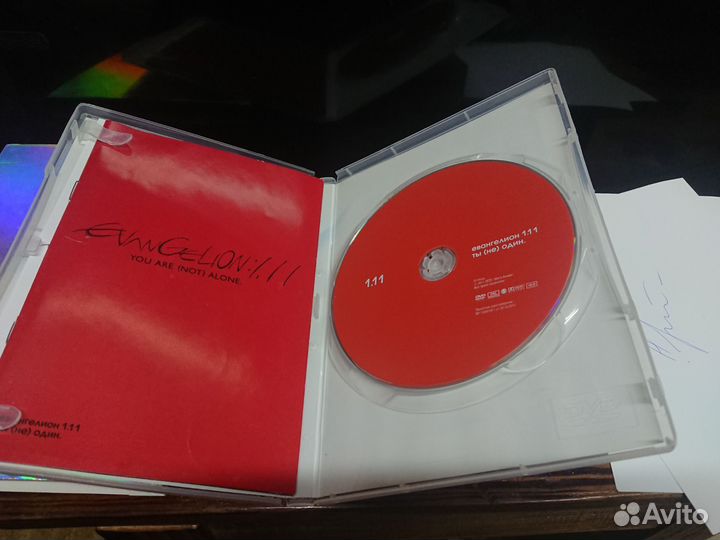 EVANGELION:1.11
YOU ARE (NOT) ALONE.
евангелион 1.11
ты (не) один.
евангелион 1.11
ты (не) один.
1.11
DVD
Avito